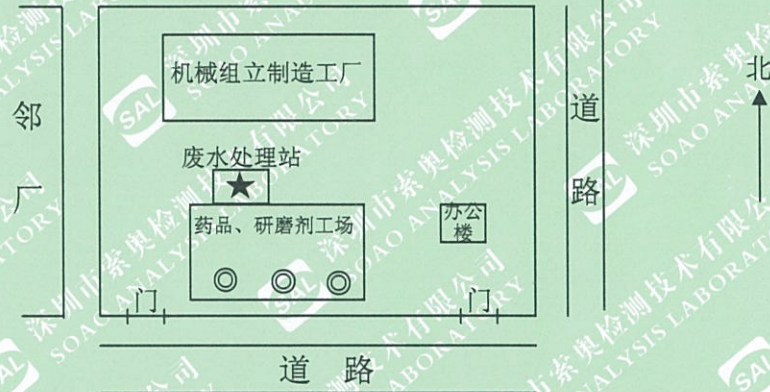 机械组立制造工厂
北
邻
厂
道
路
废水处理站
药品、研磨剂工场
办公
楼
门
门
道 路
SAL
深圳市索奥检测技术有限公司
SOAO ANALYSIS LABORATORY